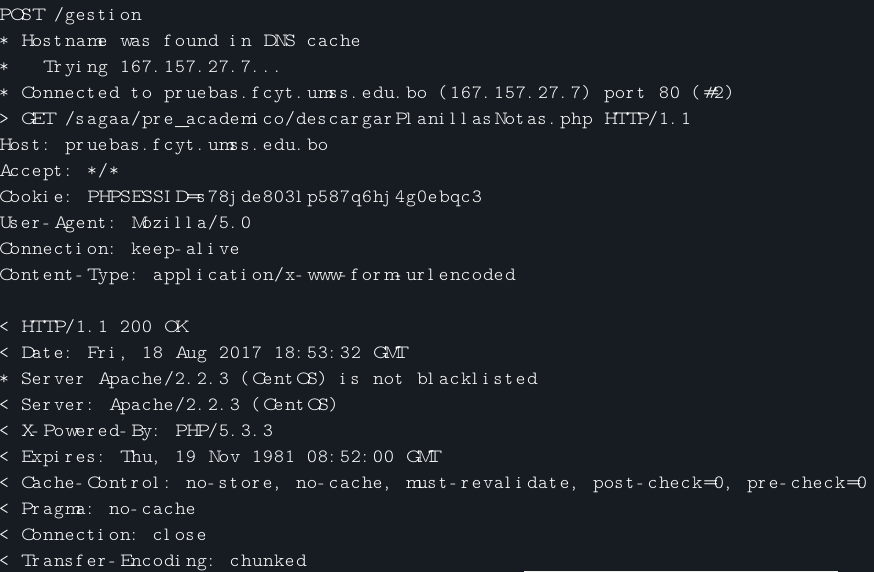 POST /gestion
* Hostname was found in DNS cache
*   Trying 167.157.27.7...
* Connected to pruebas.fcyt.umss.edu.bo (167.157.27.7) port 80 (#2)
> GET /sagaa/pre_academico/descargarPlanillasNotas.php HTTP/1.1
Host: pruebas.fcyt.umss.edu.bo
Accept: */*
Cookie: PHPSESSID=s78jde803lp587q6hj4g0ebqc3
User-Agent: Mozilla/5.0
Connection: keep-alive
Content-Type: application/x-www-form-urlencoded
< HTTP/1.1 200 OK
< Date: Fri, 18 Aug 2017 18:53:32 GMT
* Server Apache/2.2.3 (CentOS) is not blacklisted
< Server: Apache/2.2.3 (CentOS)
< X-Powered-By: PHP/5.3.3
< Expires: Thu, 19 Nov 1981 08:52:00 GMT
< Cache-Control: no-store, no-cache, must-revalidate, post-check=0, pre-check=0
< Pragma: no-cache
< Connection: close
< Transfer-Encoding: chunked